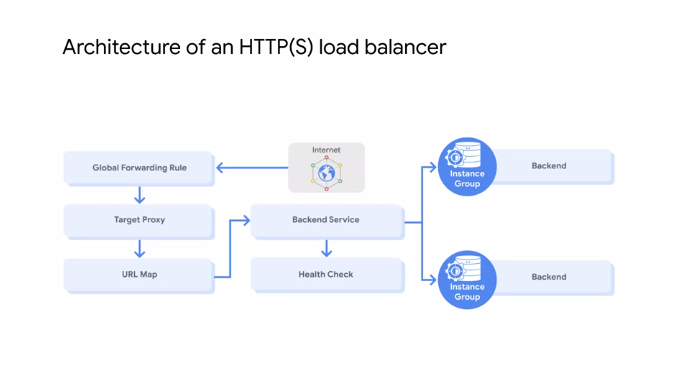 Architecture of an HTTP(S) load balancer
Internet
Global Forwarding Rule
Target Proxy
URL Map
Backend Service
Health Check
Instance
Group
Backend
Instance
Group
Backend